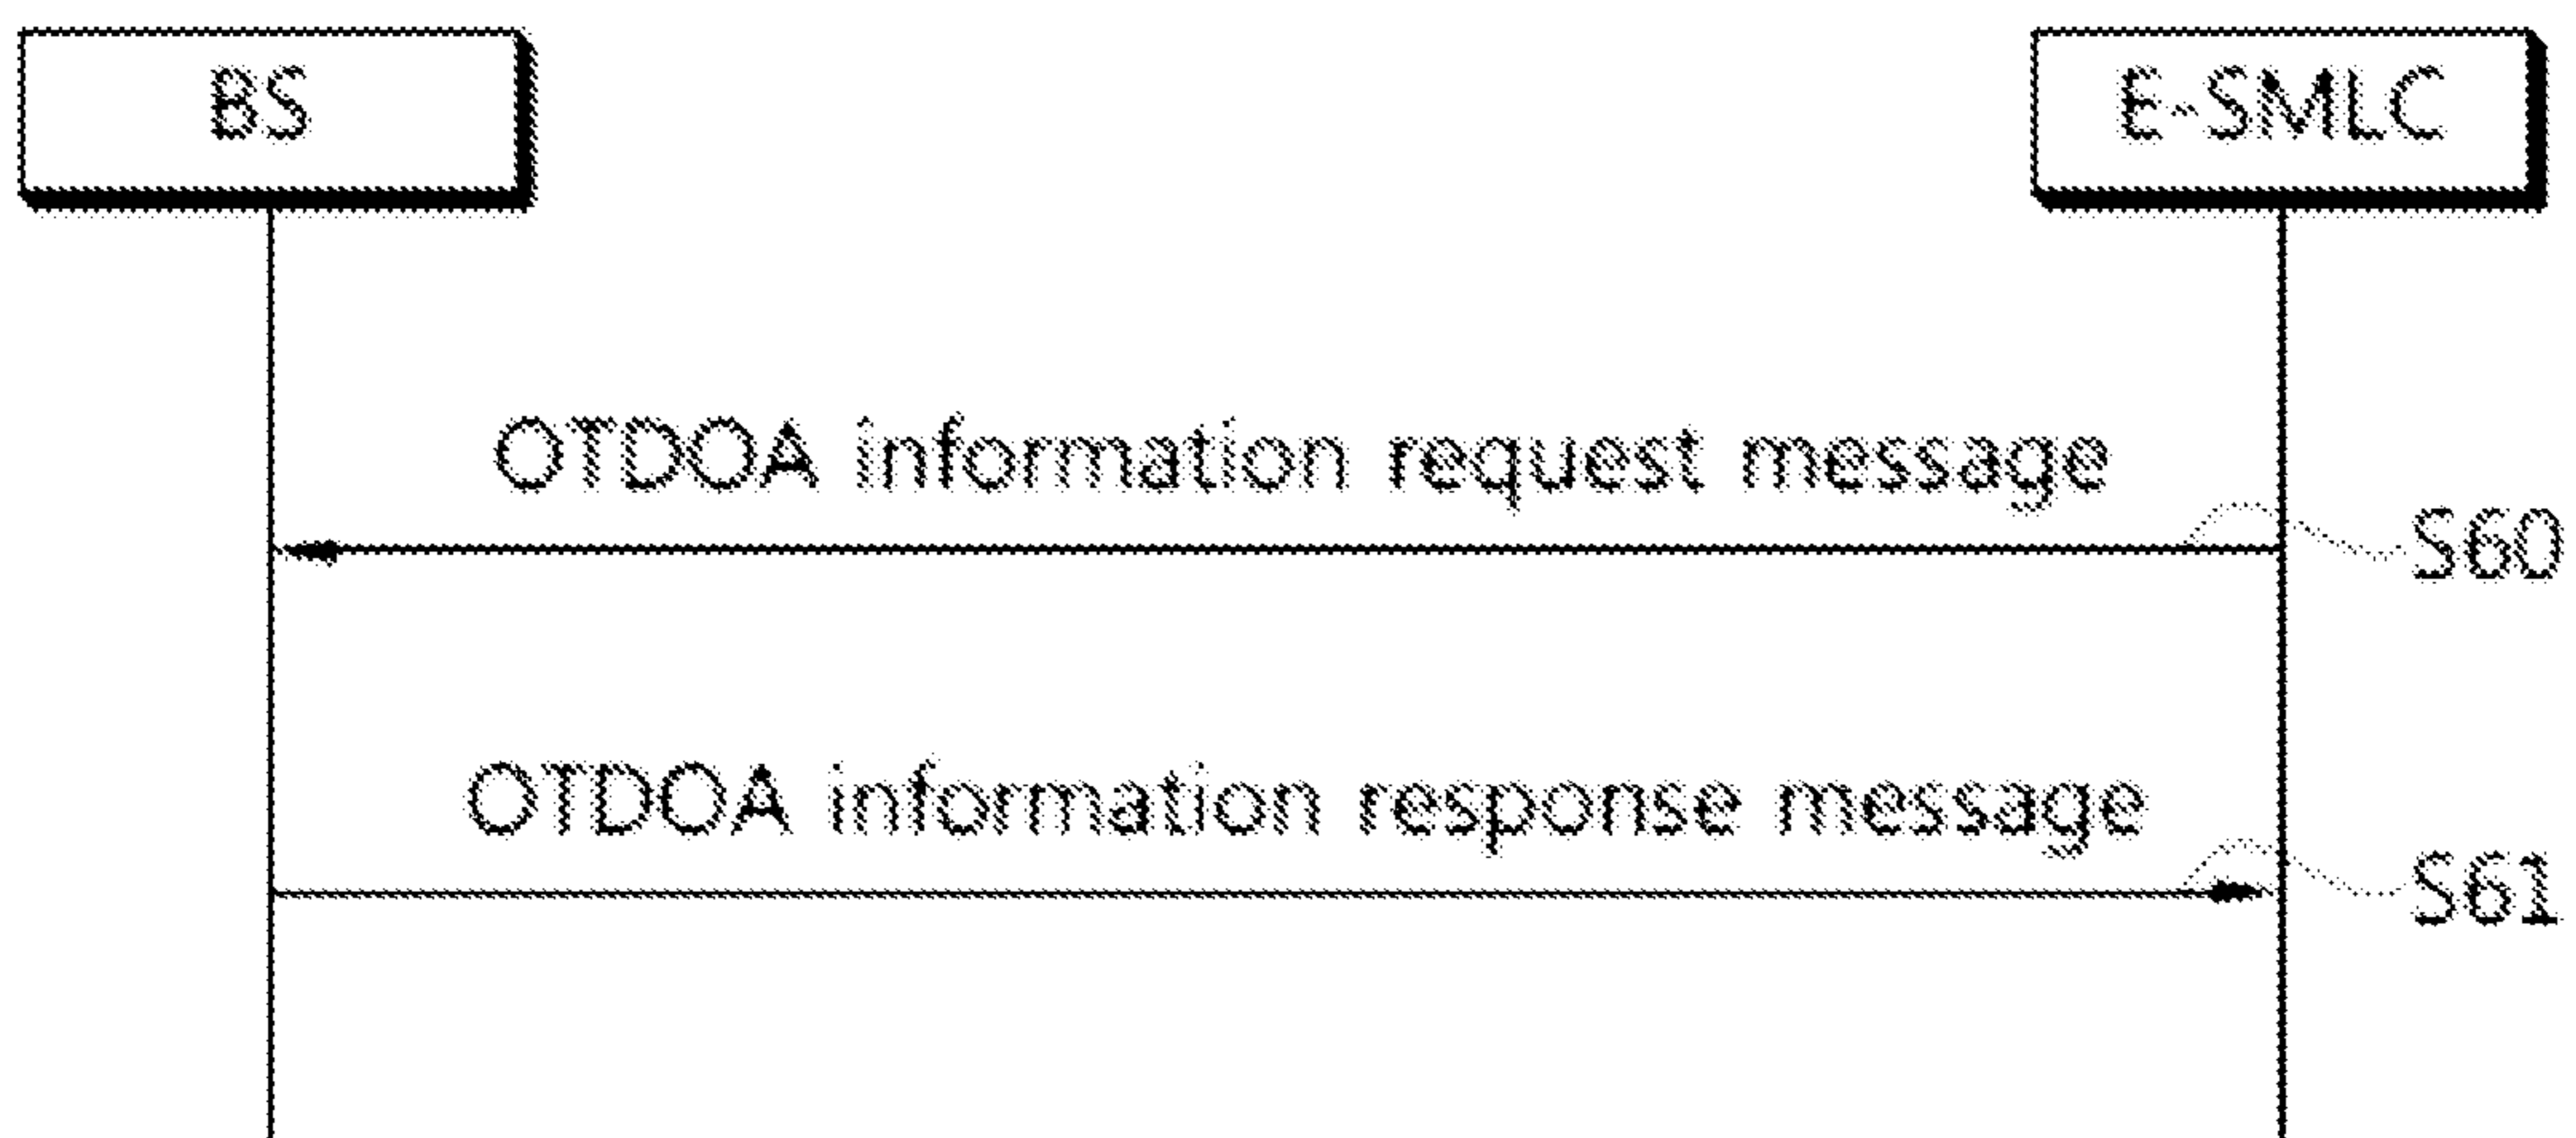 BS
E-SMLC
OTDOA information request message
S60
OTDOA information response message
S61